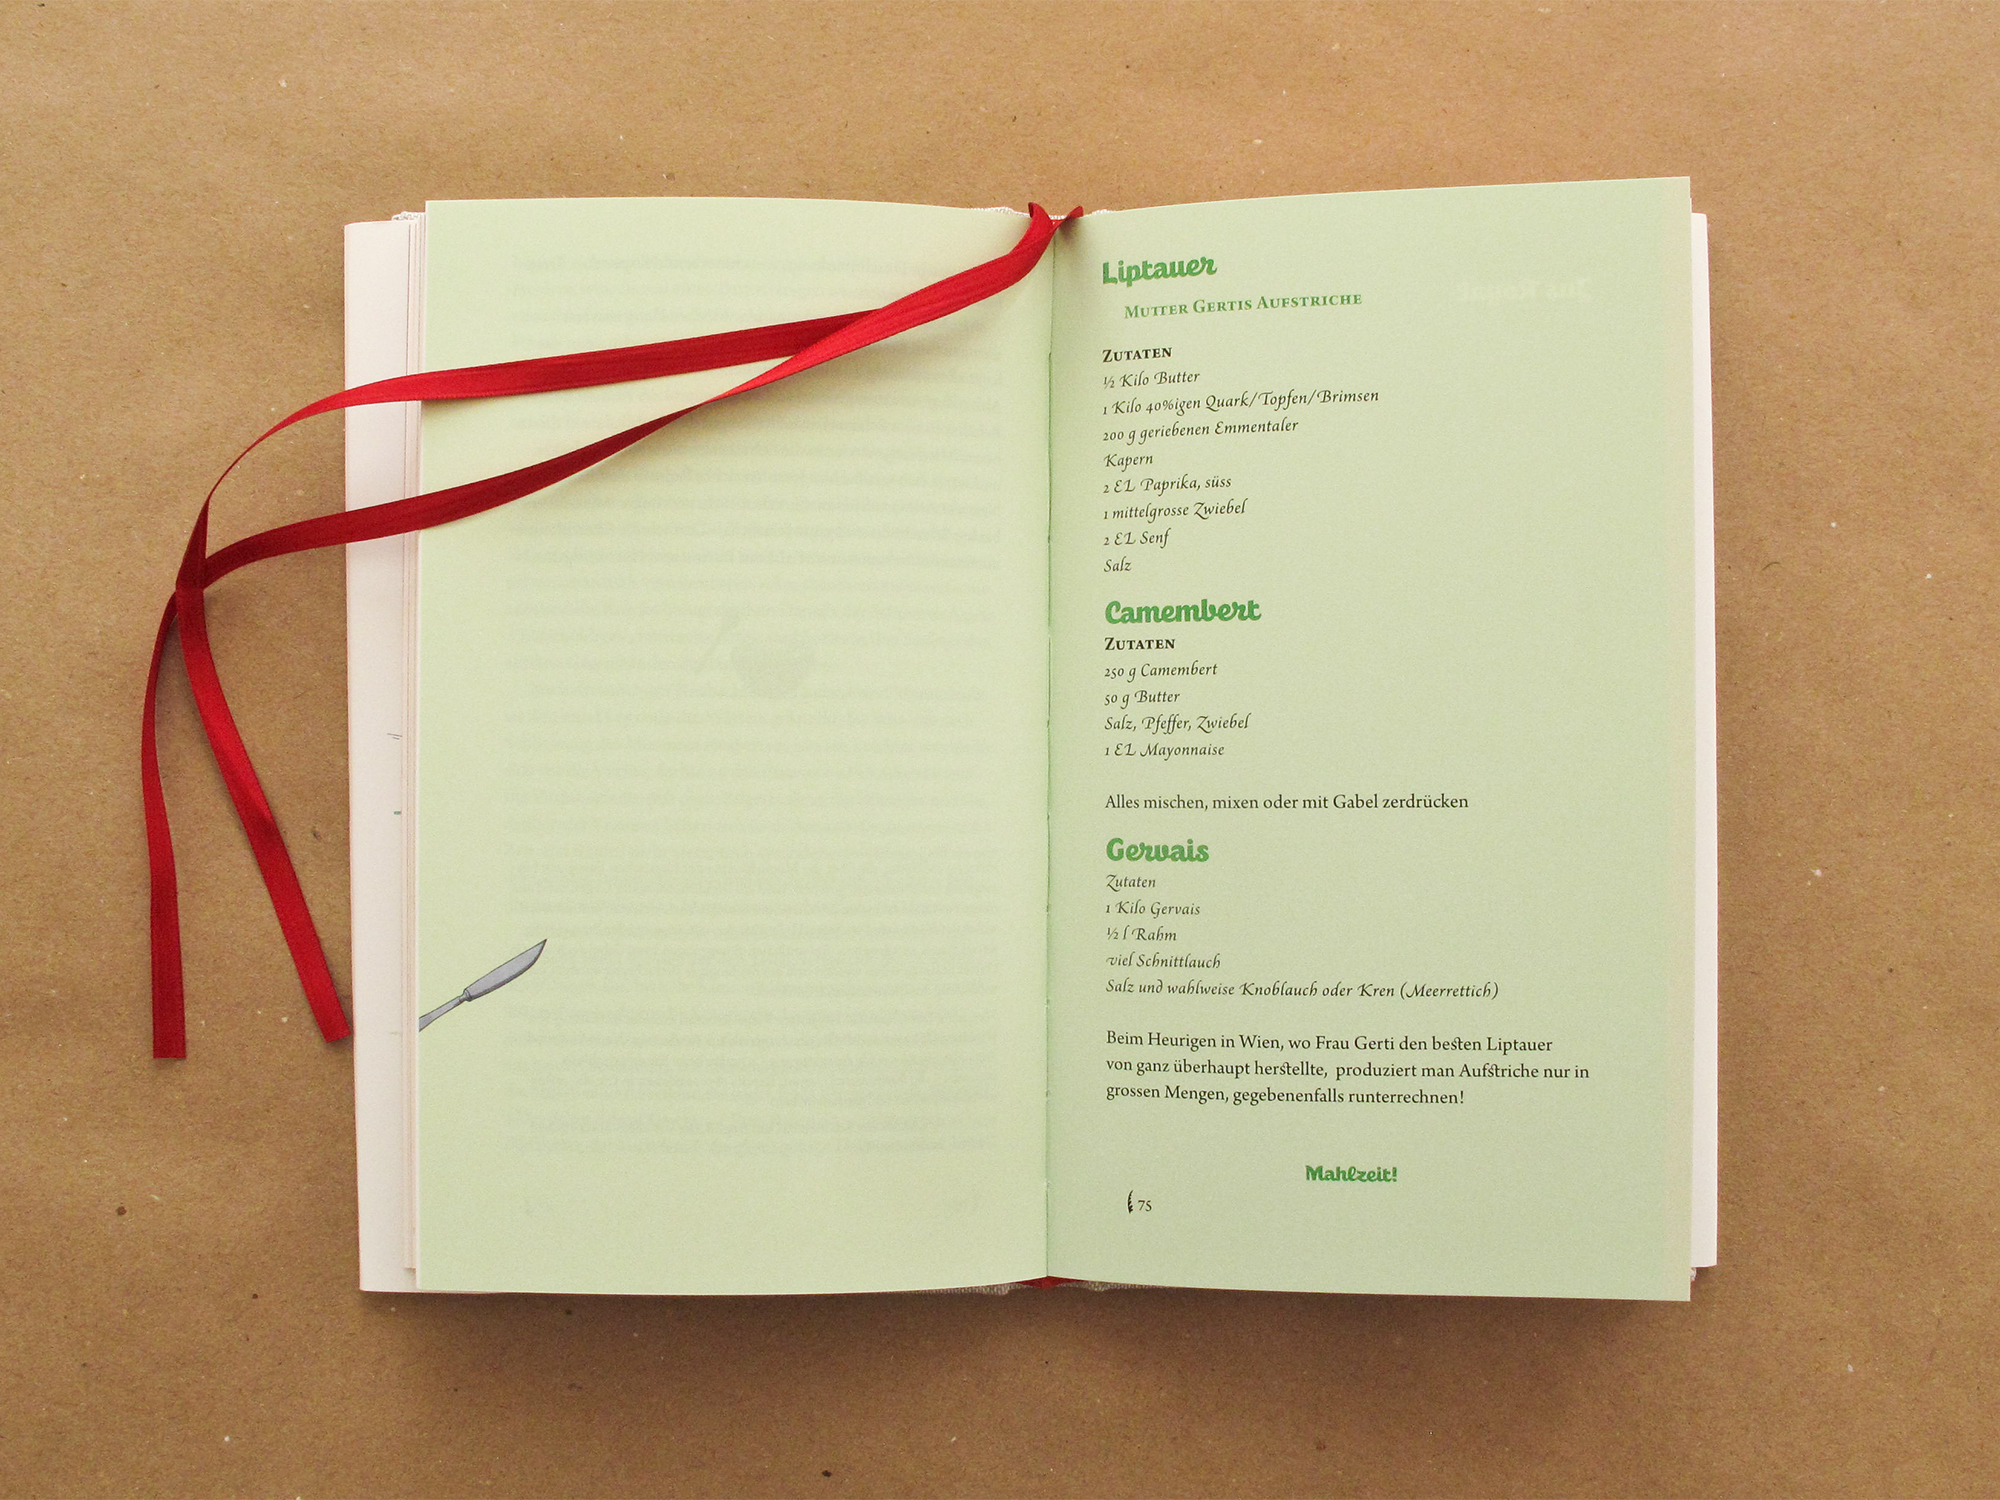 Liptauer
Mutter Gertis Aufstriche
Zutaten
½ Kilo Butter
1 Kilo 40%igen Quark/Topfen/Brimsen
200 g geriebenen Emmentaler
Kapern
2 EL Paprika, süss
1 mittelgrosse Zwiebel
2 EL Senf
Salz
Camembert
Zutaten
250 g Camembert
50 g Butter
Salz, Pfeffer, Zwiebel
1 EL Mayonnaise
Alles mischen, mixen oder mit Gabel zerdrücken
Gervais
Zutaten
1 Kilo Gervais
½ l Rahm
viel Schnittlauch
Salz und wahlweise Knoblauch oder Kren (Meerrettich)
Beim Heurigen in Wien, wo Frau Gerti den besten Liptauer
von ganz überhaupt herstellte, produziert man Aufstriche nur in
grossen Mengen, gegebenenfalls runterrechnen!
Mahlzeit!
75